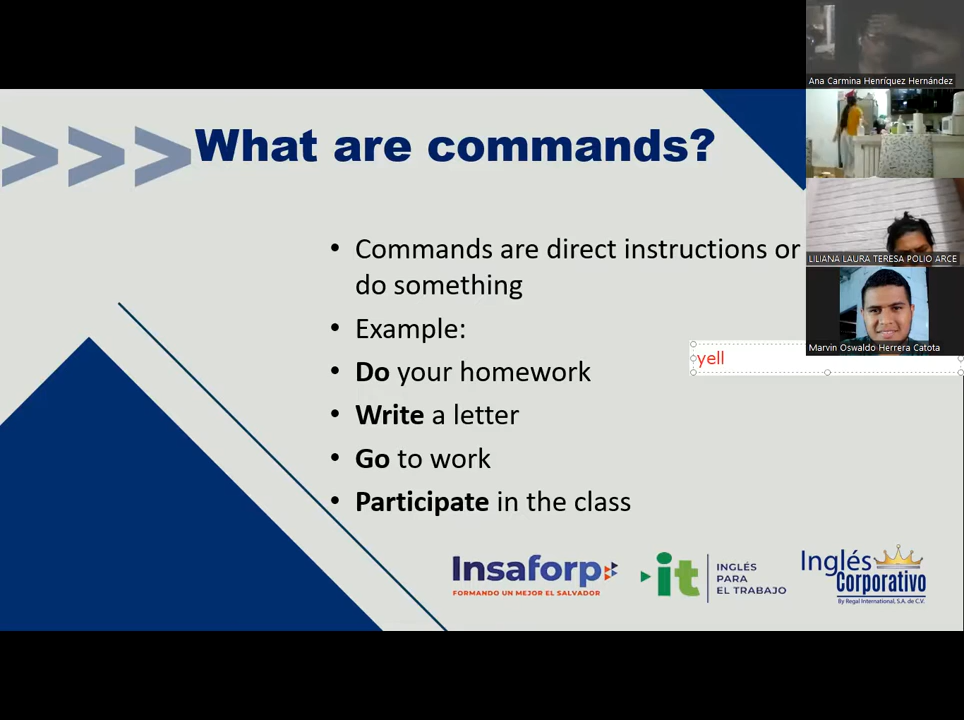 Ana Carmina Henríquez Hernández
>>> What are commands?
• Commands are direct instructions or
do something
LILIANA LAURA TERESA POLIO ARCE
• Example:
Marvin Oswaldo Herrera Catota
yell
• Do your homework
• Write a letter
• Go to work
• Participate in the class
Insaforp
FORMANDO UN MEJOR EL SALVADOR
it
INGLÉS
PARA
EL TRABAJO
Inglés
Corporativo
By Regal International, S.A. de C.V.